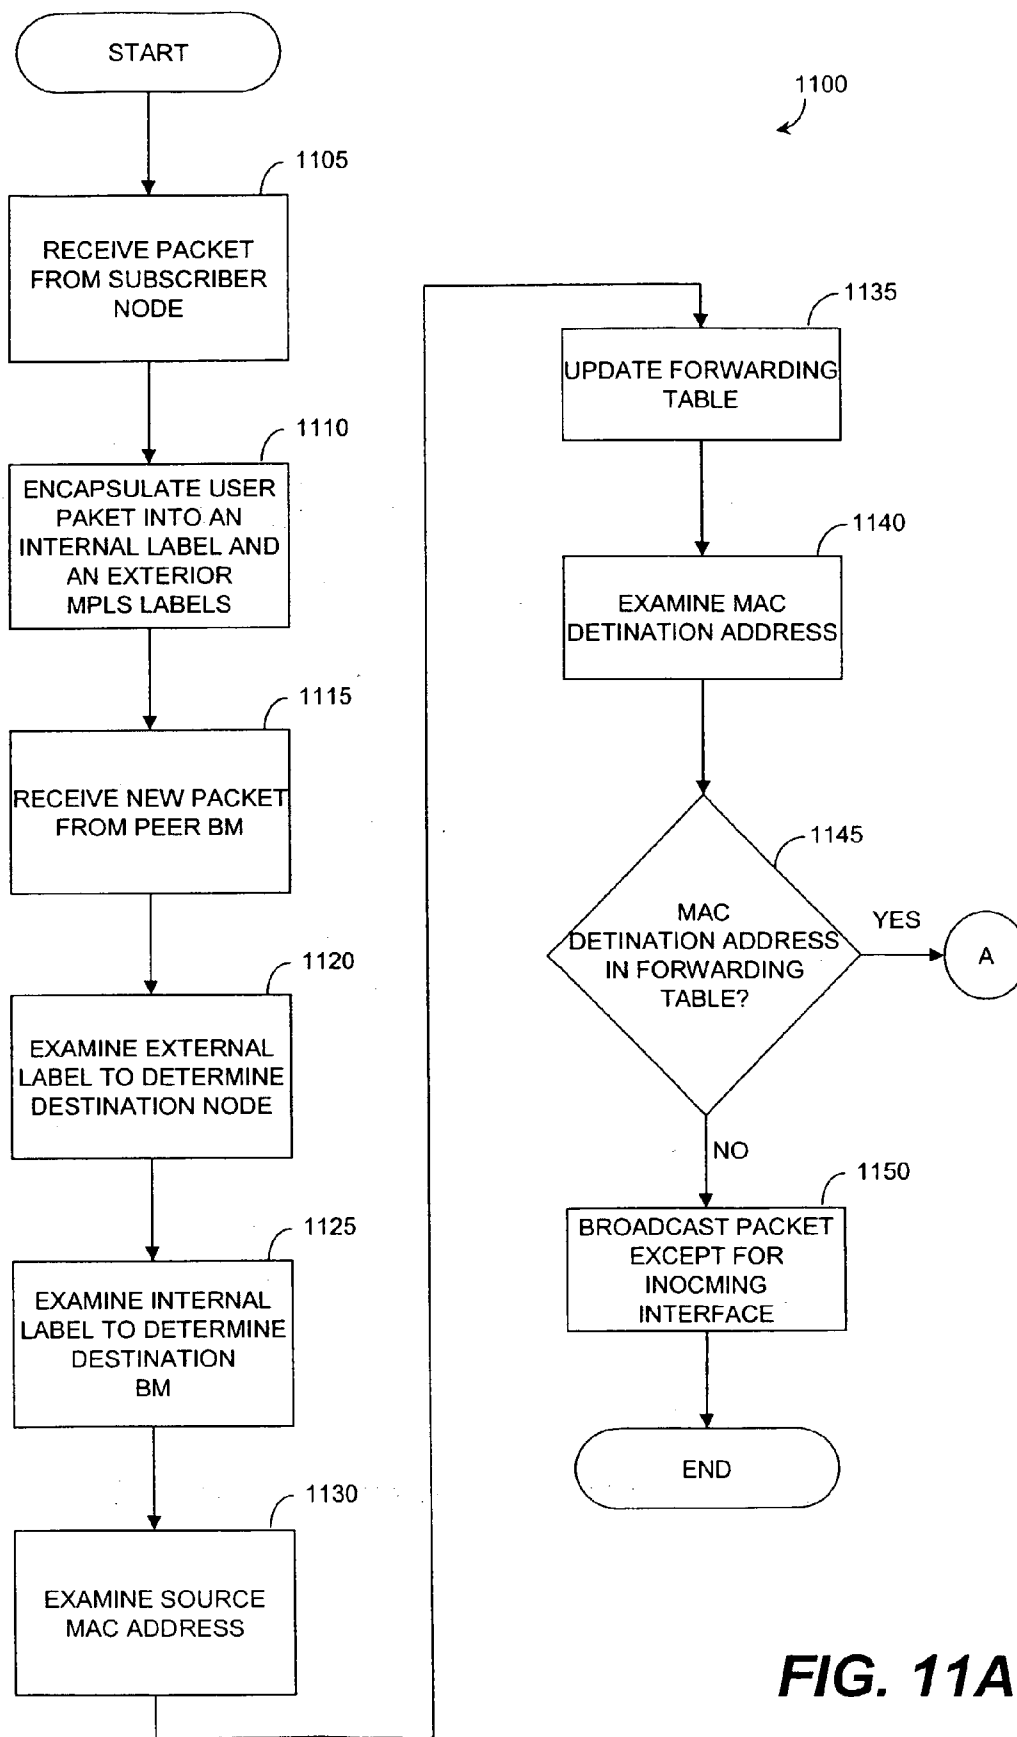 START
1100
1105
RECEIVE PACKET
FROM SUBSCRIBER
NODE
1110
ENCAPSULATE USER
PAKET INTO AN
INTERNAL LABEL AND
AN EXTERIOR
MPLS LABELS
1115
RECEIVE NEW PACKET
FROM PEER BM
1120
EXAMINE EXTERNAL
LABEL TO DETERMINE
DESTINATION NODE
1125
EXAMINE INTERNAL
LABEL TO DETERMINE
DESTINATION
BM
1130
EXAMINE SOURCE
MAC ADDRESS
1135
UPDATE FORWARDING
TABLE
1140
EXAMINE MAC
DETINATION ADDRESS
1145
MAC
DETINATION ADDRESS
IN FORWARDING
TABLE?
YES
A
NO
1150
BROADCAST PACKET
EXCEPT FOR
INOCMING
INTERFACE
END
FIG. 11A